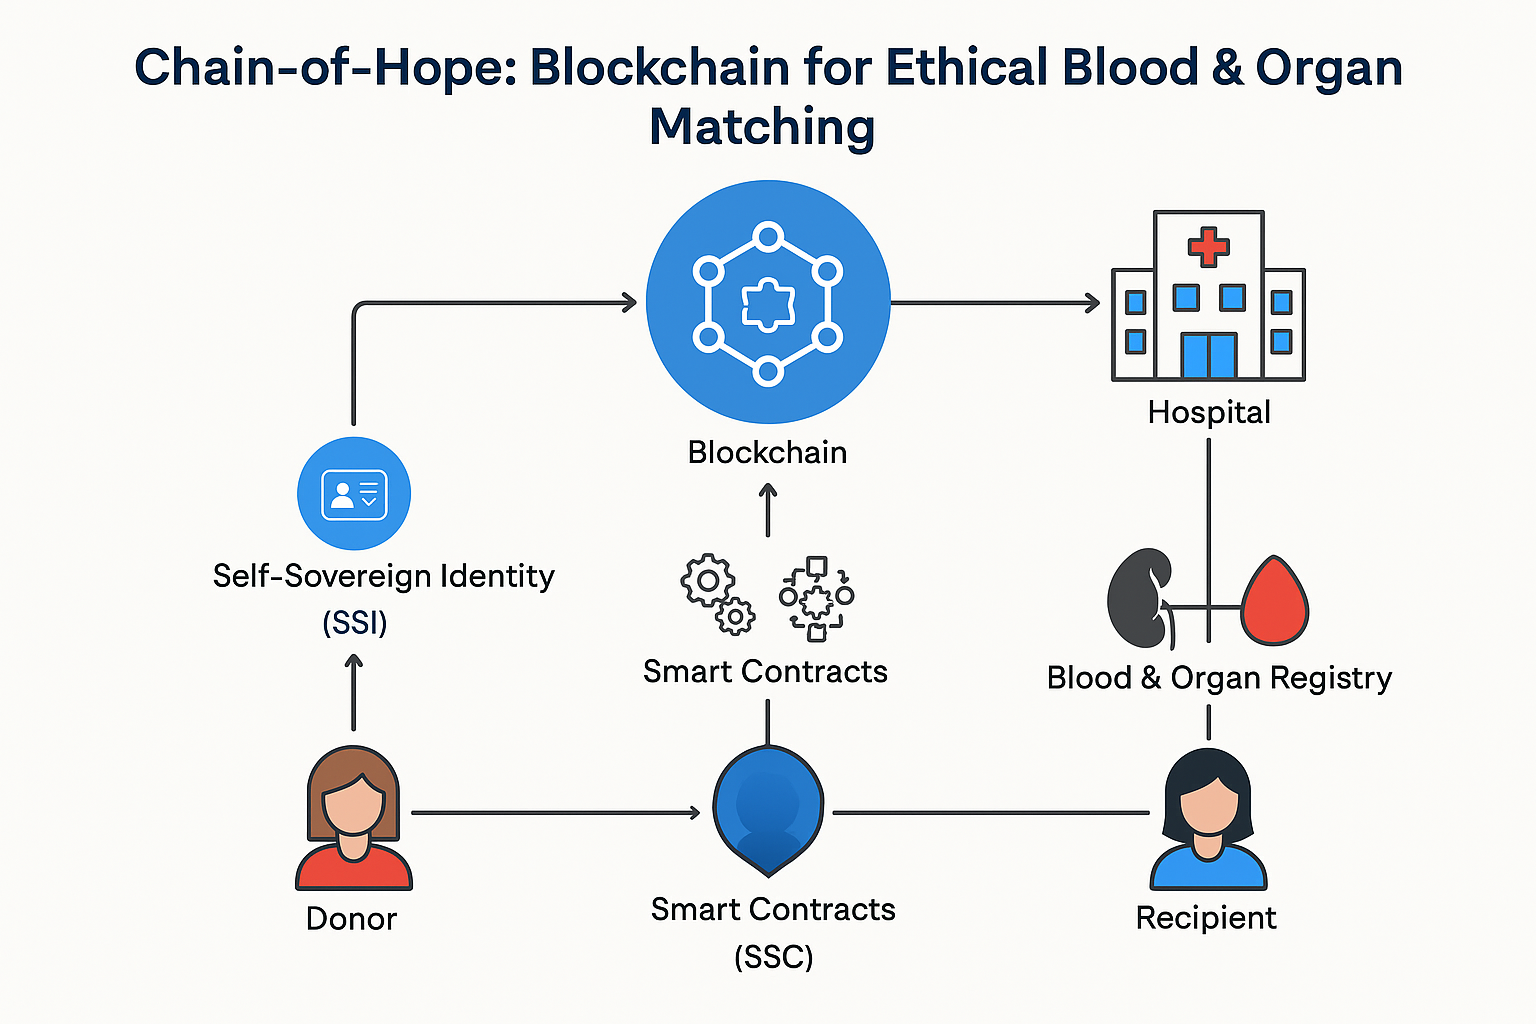 Chain-of-Hope: Blockchain for Ethical Blood & Organ
Matching
Hospital
Blockchain
Self-Sovereign Identity
(SSI)
Smart Contracts
Blood & Organ Registry
Donor
Smart Contracts
(SSC)
Recipient